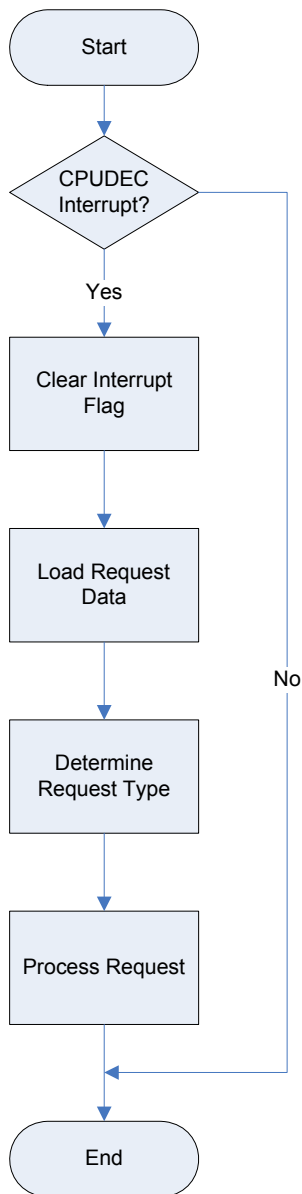 Start
CPUDEC
Interrupt?
Yes
Clear Interrupt
Flag
Load Request
Data
No
Determine
Request Type
Process Request
End